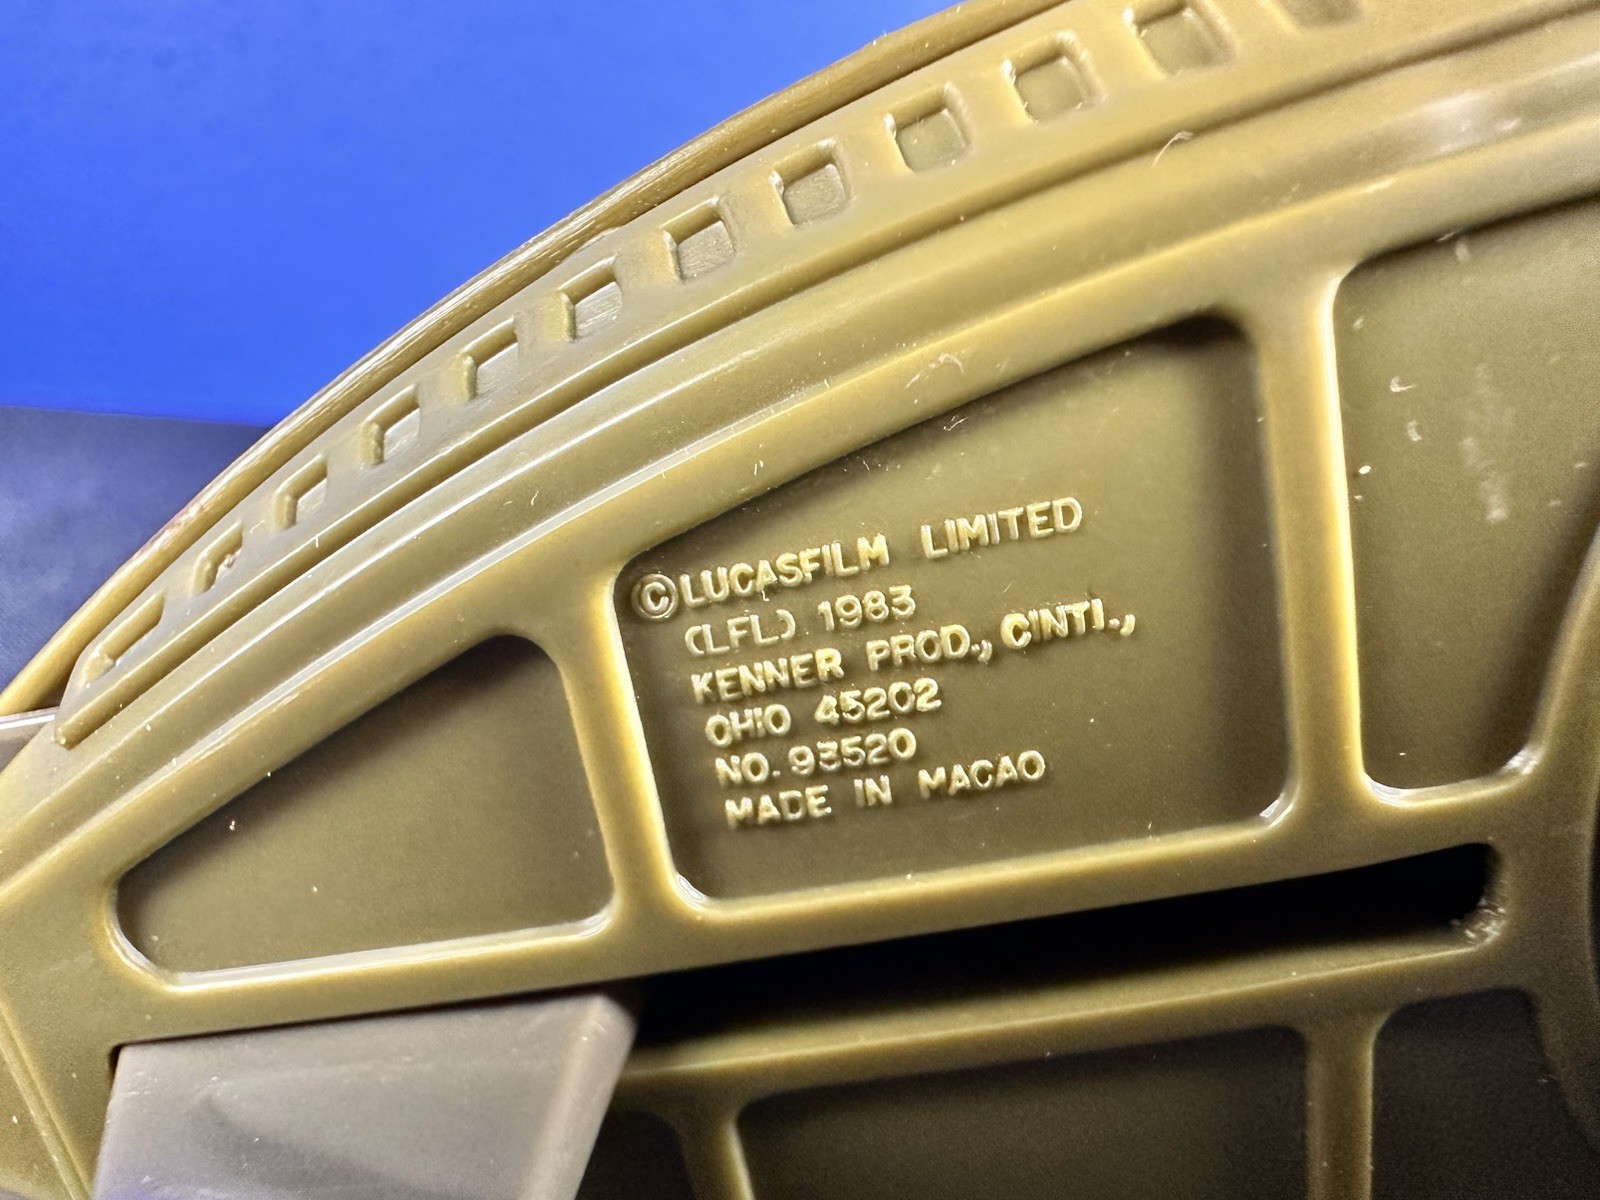 ©LUCASFILM LIMITED
(LFL) 1983
KENNER PROD., CINTI.,
OHIO 45202
NO. 93520
MADE IN MACAO